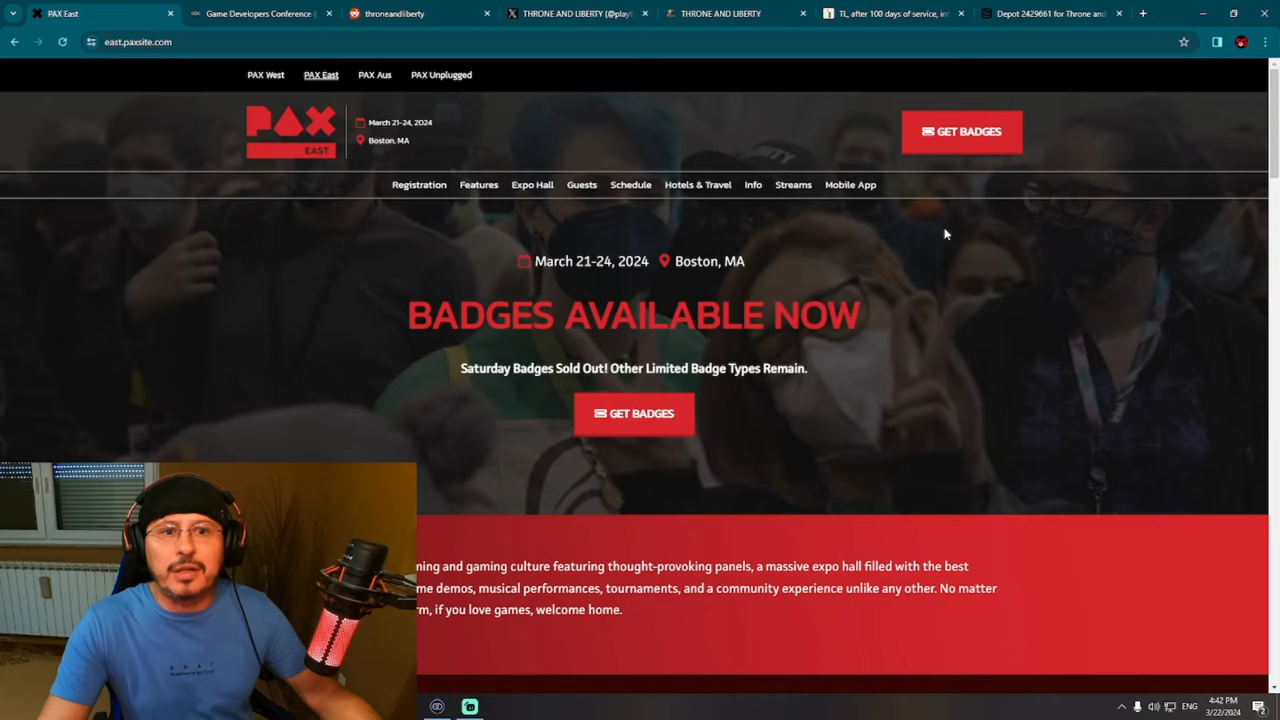 PAX East
Game Developers Conference (
throneandliberty
THRONE AND LIBERTY (@playt
THRONE AND LIBERTY
TL, after 100 days of service, in
Depot 2429661 for Throne and
east.paxsite.com
PAX West PAX East PAX Aus PAX Unplugged
PAX
EAST
March 21-24, 2024
Boston, MA
GET BADGES
Registration Features Expo Hall Guests Schedule Hotels & Travel Info Streams Mobile App
March 21-24, 2024 Boston, MA
BADGES AVAILABLE NOW
Saturday Badges Sold Out! Other Limited Badge Types Remain.
GET BADGES
ning and gaming culture featuring thought-provoking panels, a massive expo hall filled with the best
me demos, musical performances, tournaments, and a community experience unlike any other. No matter
rm, if you love games, welcome home.
ENG
4:42 PM
3/22/2024